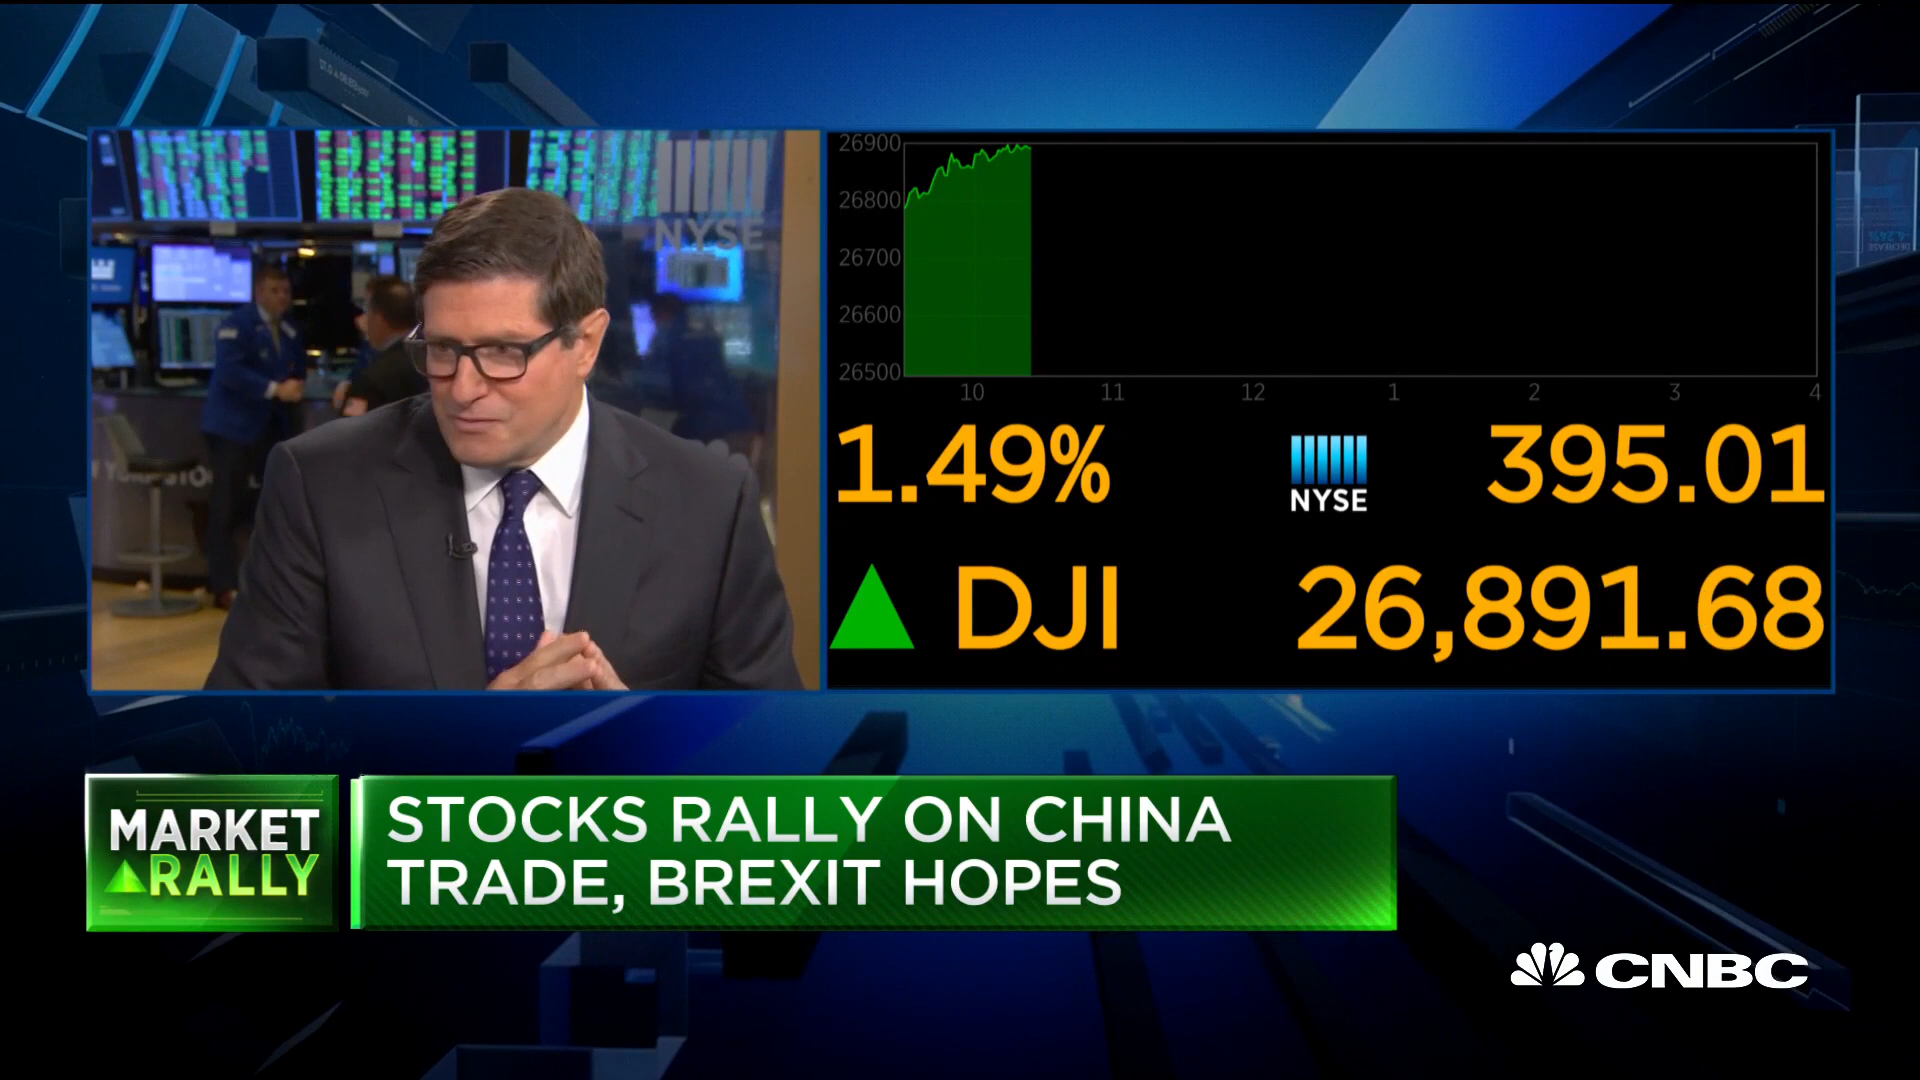 NYSE
26900
26800
26700
26600
26500
10 11 12 1 2 3 4
1.49% NYSE 395.01
DJI 26,891.68
MARKET
RALLY
STOCKS RALLY ON CHINA
TRADE, BREXIT HOPES
CNBC